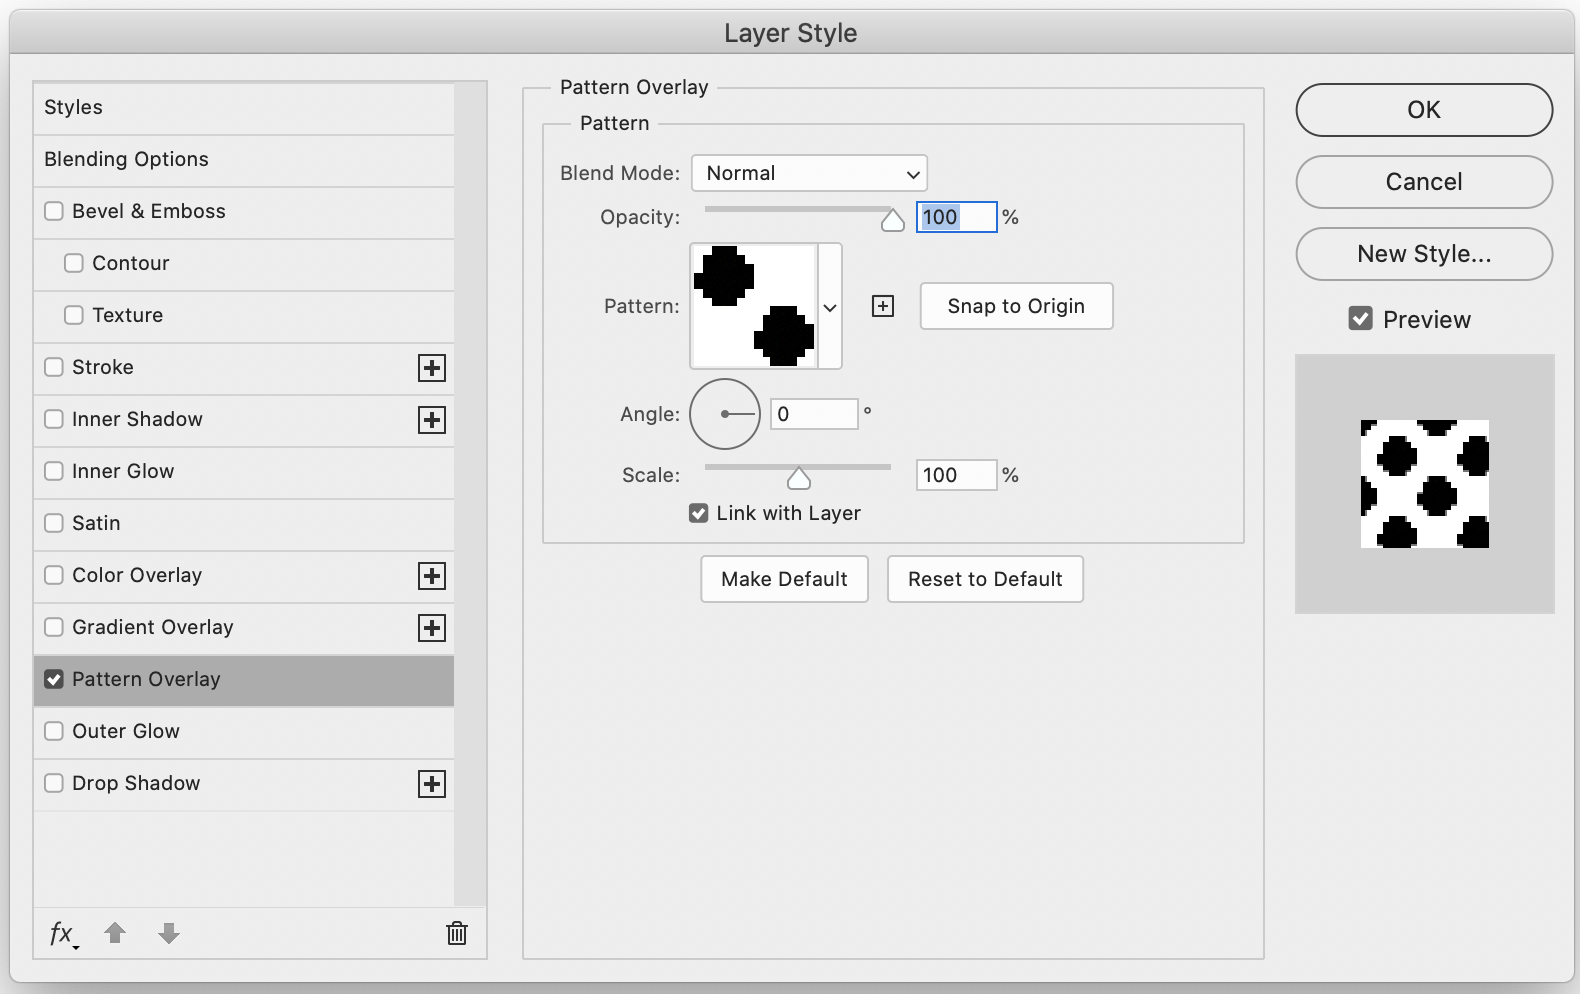 Layer Style
Styles
Blending Options
Bevel & Emboss
Contour
Texture
Stroke
Inner Shadow
Inner Glow
Satin
Color Overlay
Gradient Overlay
Pattern Overlay
Outer Glow
Drop Shadow
fx
Pattern Overlay
Pattern
Blend Mode: Normal
Opacity: 100 %
Pattern: Snap to Origin
Angle: 0 °
Scale: 100 %
Link with Layer
Make Default Reset to Default
OK
Cancel
New Style...
Preview